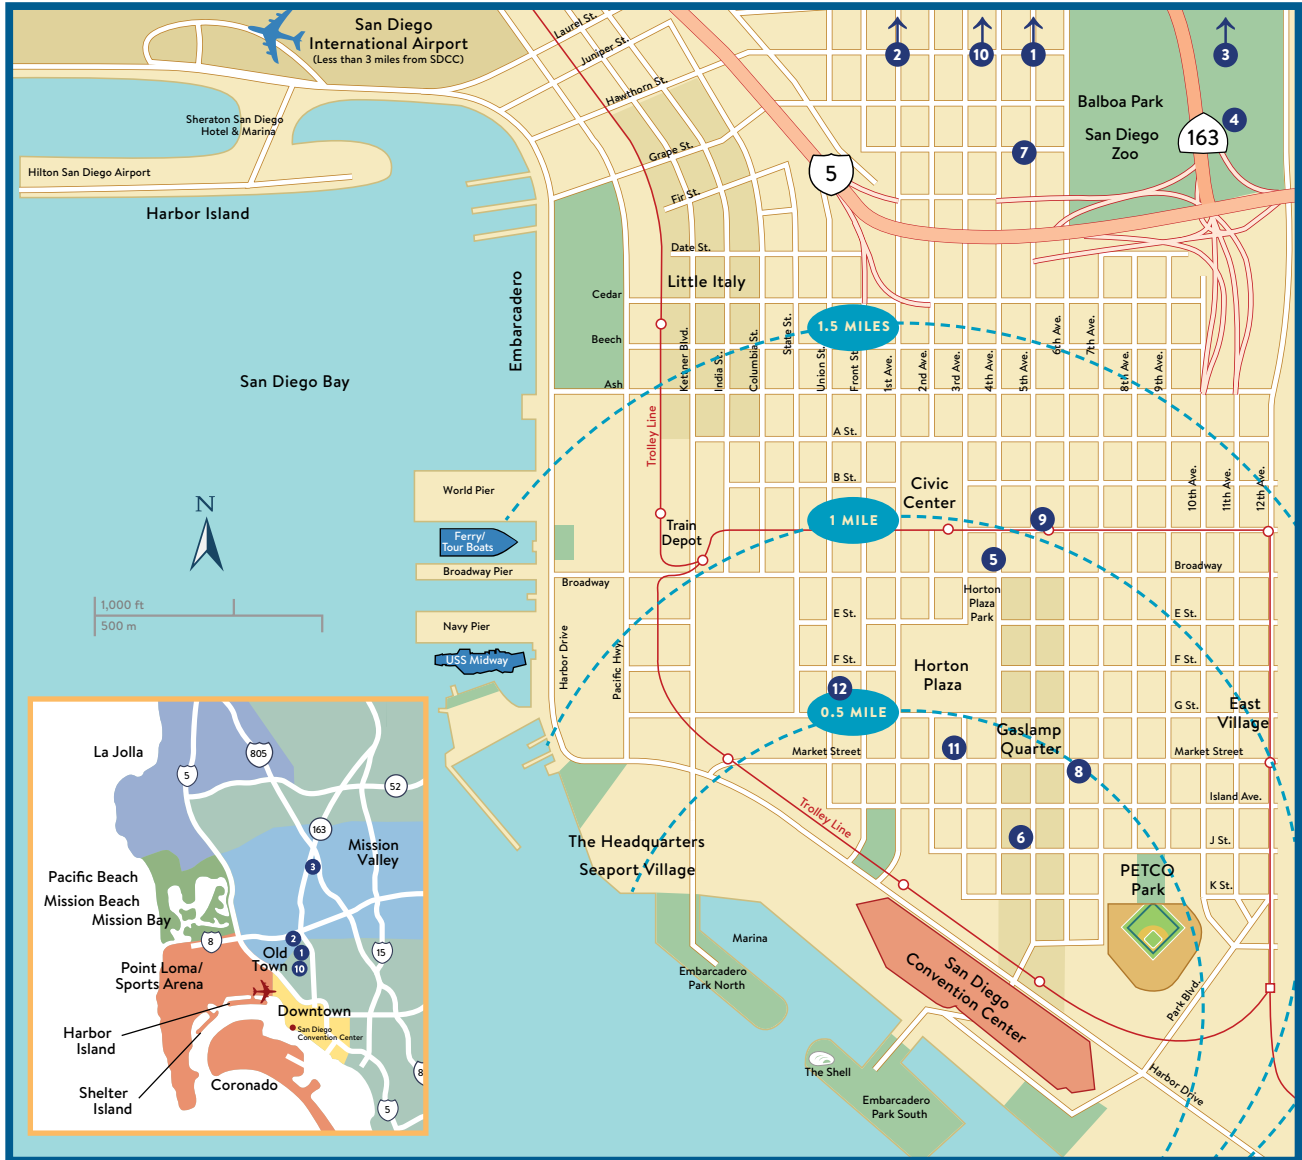 San Diego
International Airport
(Less than 3 miles from SDCC)
Laurel St.
Juniper St.
Hawthorn St.
Grape St.
Fir St.
Date St.
2
10
1
3
Balboa Park
San Diego
Zoo
4
163
7
5
Sheraton San Diego
Hotel & Marina
Hilton San Diego Airport
Harbor Island
Embarcadero
San Diego Bay
Little Italy
Cedar
Beech
Ash
1.5 MILES
Kettner Blvd.
India St.
Columbia St.
State St.
Union St.
Front St.
1st Ave.
2nd Ave.
3rd Ave.
4th Ave.
5th Ave.
6th Ave.
7th Ave.
8th Ave.
9th Ave.
10th Ave.
11th Ave.
12th Ave.
Trolley Line
A St.
B St.
Civic
Center
World Pier
Ferry/
Tour Boats
Broadway Pier
Navy Pier
USS Midway
N
1,000 ft
500 m
Train
Depot
1 MILE
9
5
Broadway
Broadway
Horton
Plaza
Park
E St.
E St.
F St.
F St.
Harbor Drive
Pacific Hwy.
Horton
Plaza
12
0.5 MILE
G St.
East
Village
Market Street
11
Gaslamp
Quarter
Market Street
8
Island Ave.
Trolley Line
The Headquarters
Seaport Village
6
J St.
PETCO
Park
K St.
Marina
Embarcadero
Park North
San Diego
Convention Center
Park Blvd.
Harbor Drive
The Shell
Embarcadero
Park South
La Jolla
805
5
52
163
Mission
Valley
3
Pacific Beach
Mission Beach
Mission Bay
8
2
Old
Town
1
10
15
Point Loma/
Sports Arena
Downtown
San Diego
Convention Center
Harbor
Island
Shelter
Island
Coronado
8
5